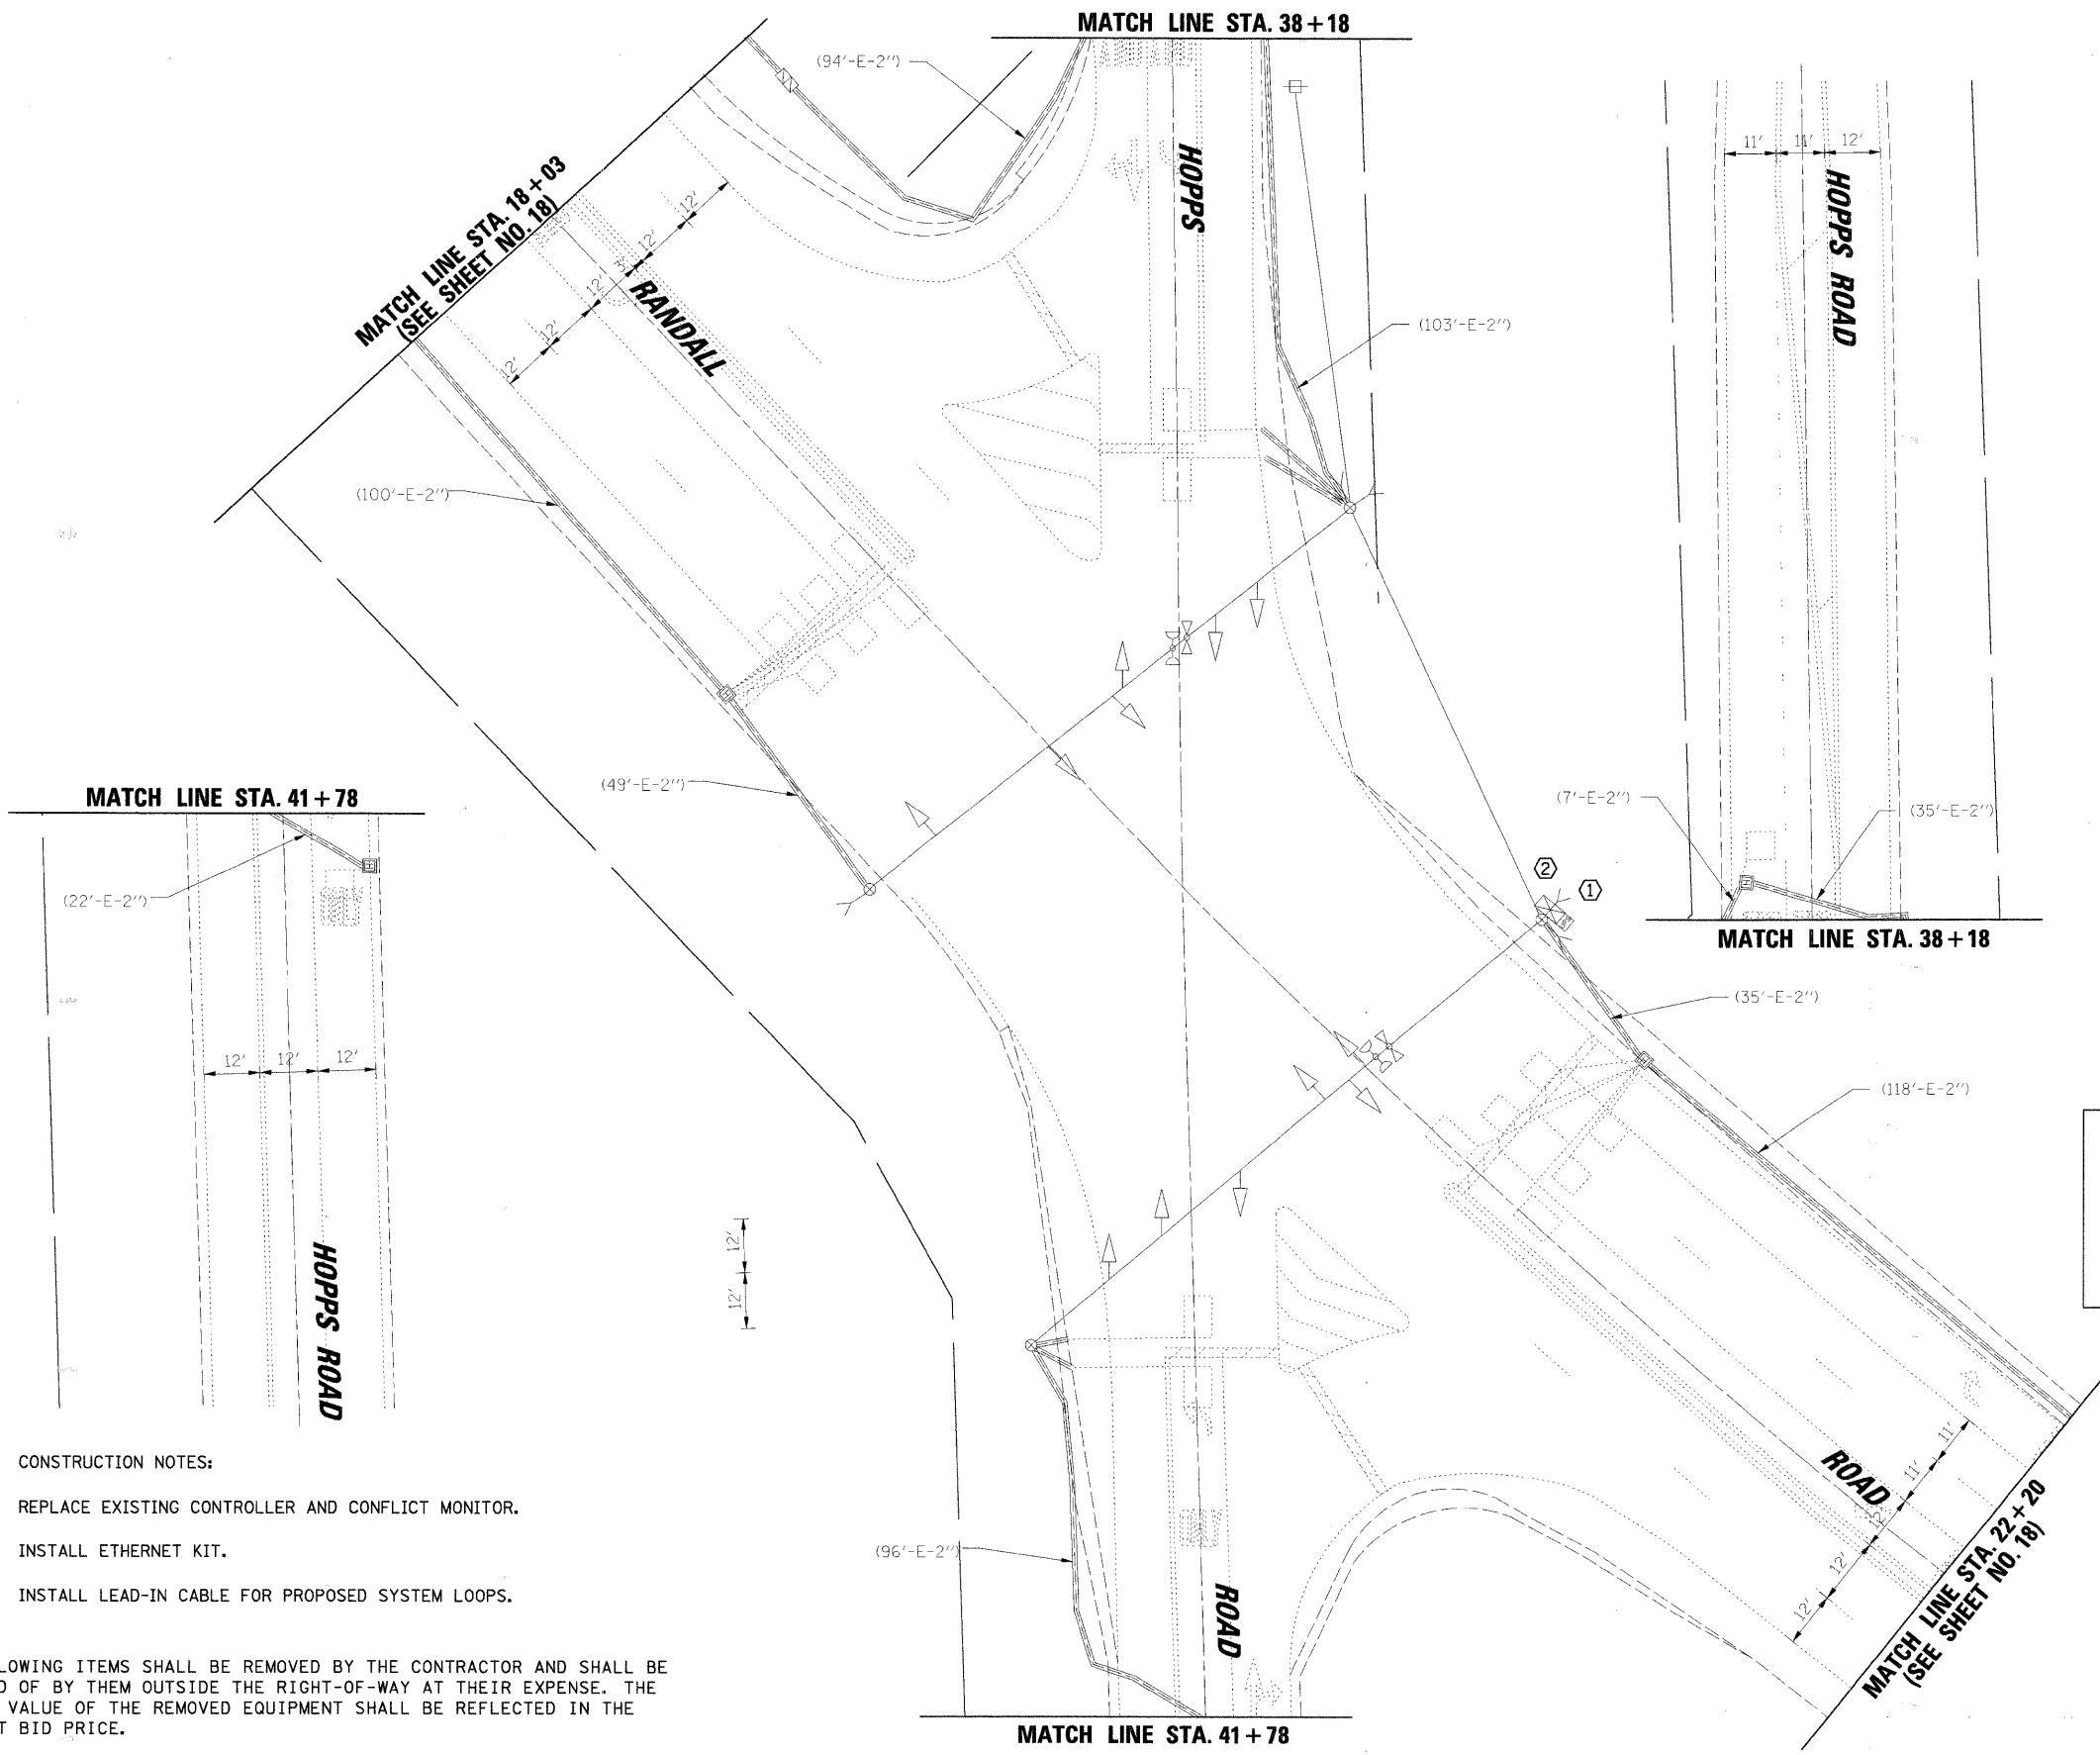 MATCH LINE STA. 38+18
(94'-E-2")
HOPPS
MATCH LINE STA. 18+03
(SEE SHEET NO. 18)
12'
12'
3'
12'
12'
12'
RANDALL
(103'-E-2")
(100'-E-2")
11'
11'
12'
HOPPS ROAD
(7'-E-2")
(35'-E-2")
MATCH LINE STA. 38+18
(49'-E-2")
MATCH LINE STA. 41+78
(22'-E-2")
12'
12'
12'
HOPPS ROAD
2
1
(35'-E-2")
(118'-E-2")
12'
12'
ROAD
11'
11'
12'
12'
12'
MATCH LINE STA. 22+20
(SEE SHEET NO. 18)
(96'-E-2")
ROAD
MATCH LINE STA. 41+78
CONSTRUCTION NOTES:
REPLACE EXISTING CONTROLLER AND CONFLICT MONITOR.
INSTALL ETHERNET KIT.
INSTALL LEAD-IN CABLE FOR PROPOSED SYSTEM LOOPS.
LOWING ITEMS SHALL BE REMOVED BY THE CONTRACTOR AND SHALL BE
D OF BY THEM OUTSIDE THE RIGHT-OF-WAY AT THEIR EXPENSE. THE
VALUE OF THE REMOVED EQUIPMENT SHALL BE REFLECTED IN THE
T BID PRICE.